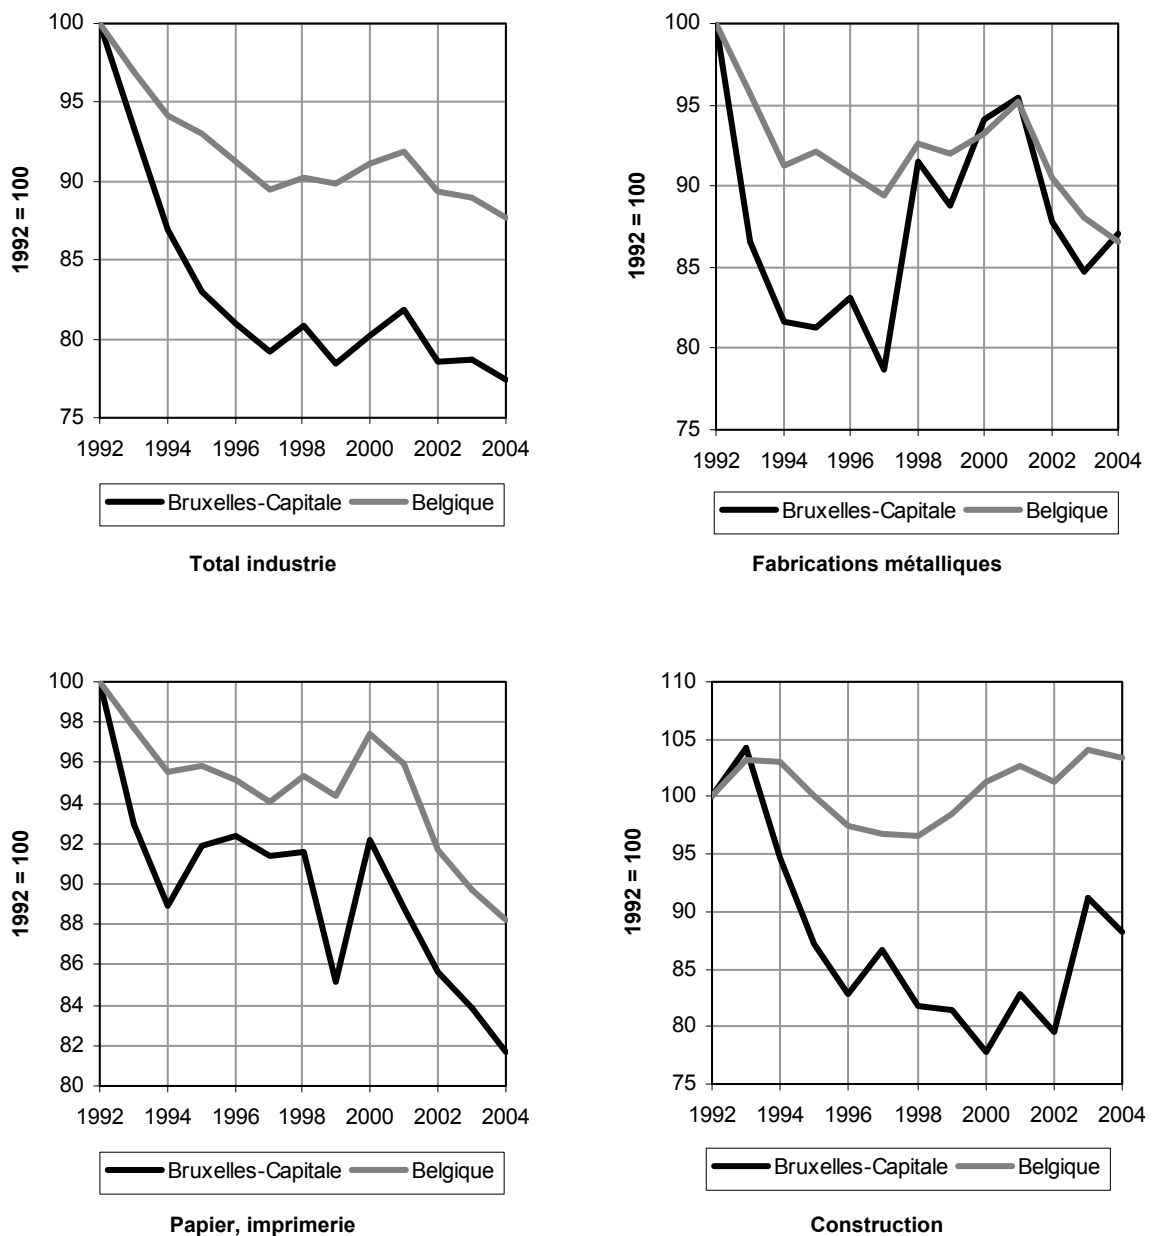 100
95
90
85
80
75
1992 = 100
1992 1994 1996 1998 2000 2002 2004
Bruxelles-Capitale Belgique
Total industrie
100
95
90
85
80
75
1992 = 100
1992 1994 1996 1998 2000 2002 2004
Bruxelles-Capitale Belgique
Fabrications métalliques
100
98
96
94
92
90
88
86
84
82
80
1992 = 100
1992 1994 1996 1998 2000 2002 2004
Bruxelles-Capitale Belgique
Papier, imprimerie
110
105
100
95
90
85
80
75
1992 = 100
1992 1994 1996 1998 2000 2002 2004
Bruxelles-Capitale Belgique
Construction